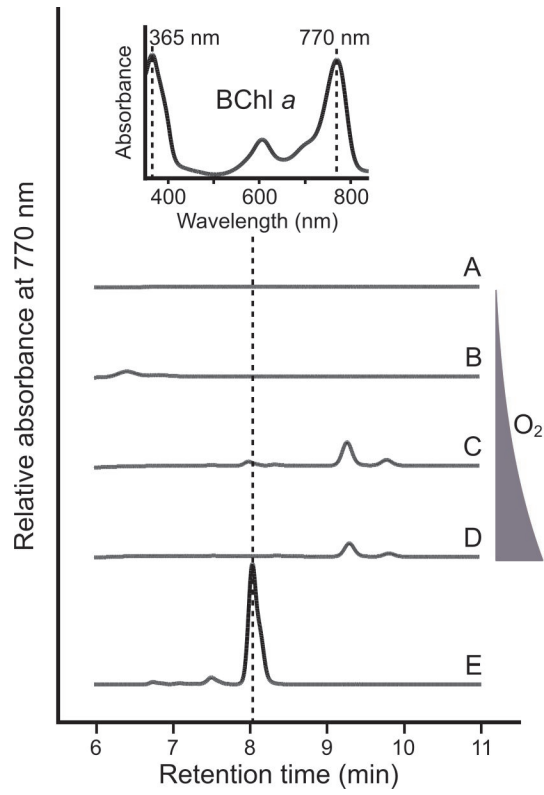 365 nm
770 nm
BChl a
Absorbance
400
600
800
Wavelength (nm)
Relative absorbance at 770 nm
A
B
C
D
E
O2
6
7
8
9
10
11
Retention time (min)